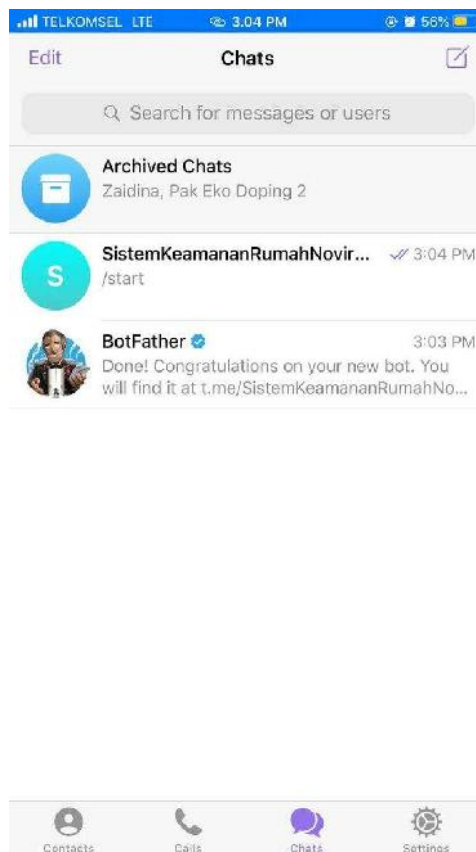 TELKOMSEL LTE 3.04 PM 56%
Edit Chats
Search for messages or users
Archived Chats
Zaidina, Pak Eko Doping 2
SistemKeamananRumahNovir... 3:04 PM
S
/start
BotFather 3:03 PM
Done! Congratulations on your new bot. You
will find it at t.me/SistemKeamananRumahNo...
Contacts Calls Chats Settings